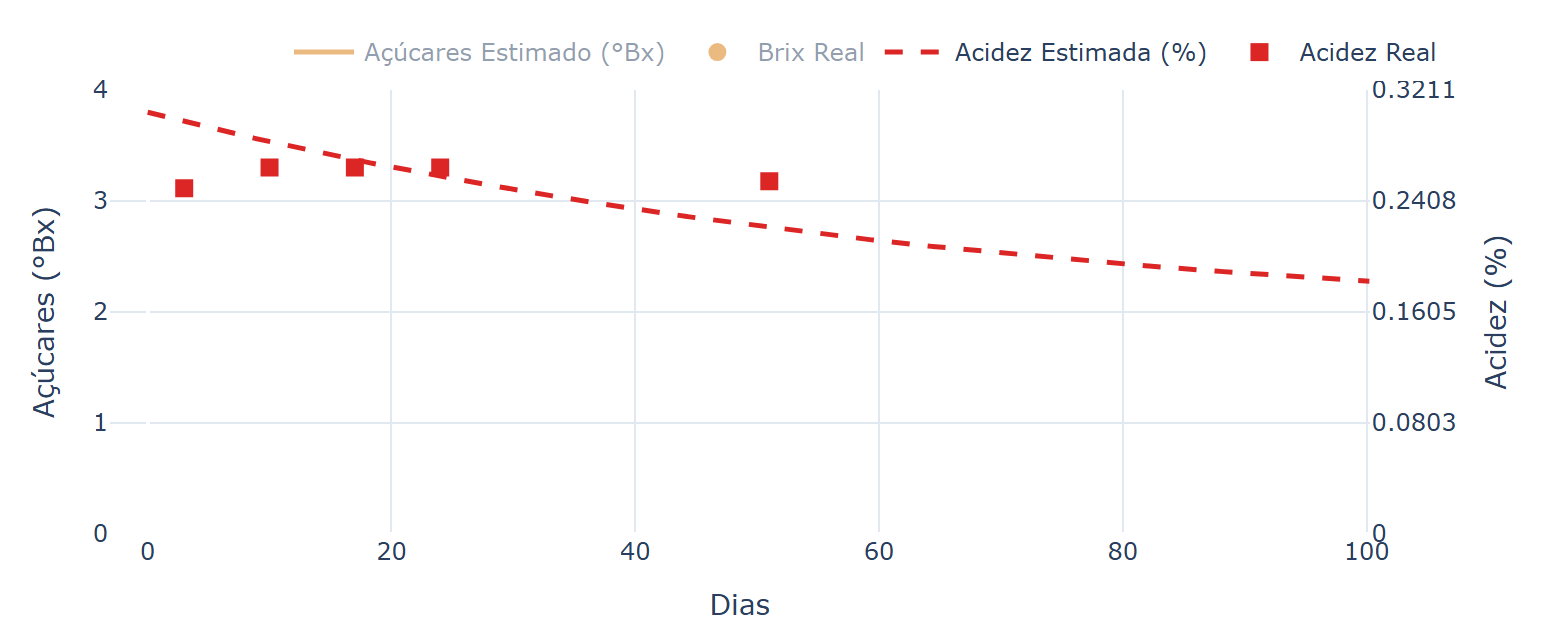 Açúcares Estimado (°Bx) Brix Real Acidez Estimada (%) Acidez Real
4 0.3211
3 0.2408
2 0.1605
1 0.0803
0 0
0 20 40 60 80 100
Dias
Açúcares (°Bx)
Acidez (%)